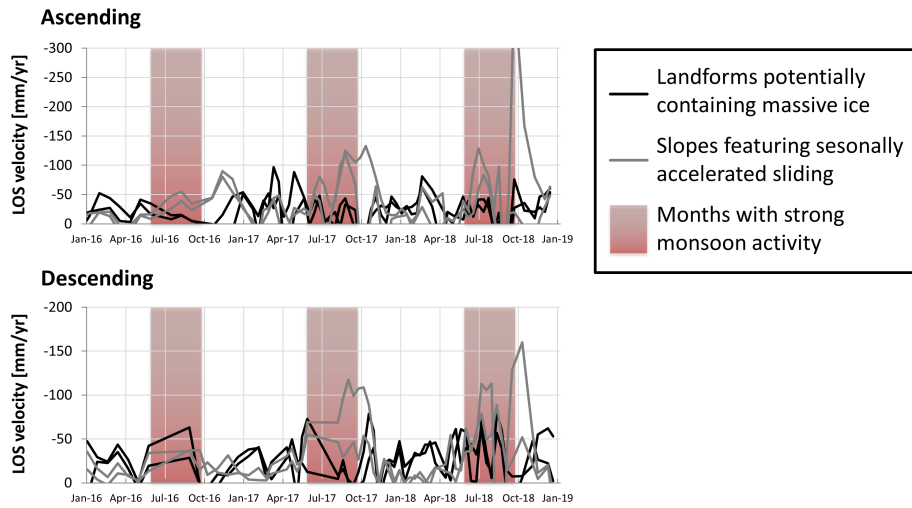 Ascending
LOS velocity [mm/yr]
-300
-250
-200
-150
-100
-50
0
Jan-16 Apr-16 Jul-16 Oct-16 Jan-17 Apr-17 Jul-17 Oct-17 Jan-18 Apr-18 Jul-18 Oct-18 Jan-19
Landforms potentially
containing massive ice
Slopes featuring sesonally
accelerated sliding
Months with strong
monsoon activity
Descending
LOS velocity [mm/yr]
-200
-150
-100
-50
0
Jan-16 Apr-16 Jul-16 Oct-16 Jan-17 Apr-17 Jul-17 Oct-17 Jan-18 Apr-18 Jul-18 Oct-18 Jan-19